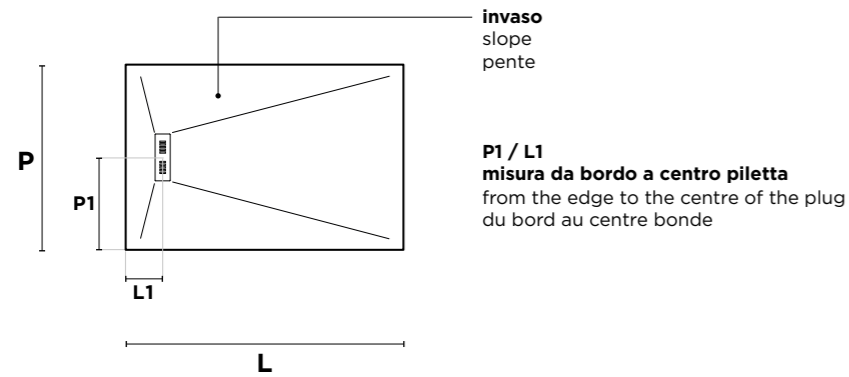 invaso
slope
pente
P
P1
L1
L
P1 / L1
misura da bordo a centro piletta
from the edge to the centre of the plug
du bord au centre bonde